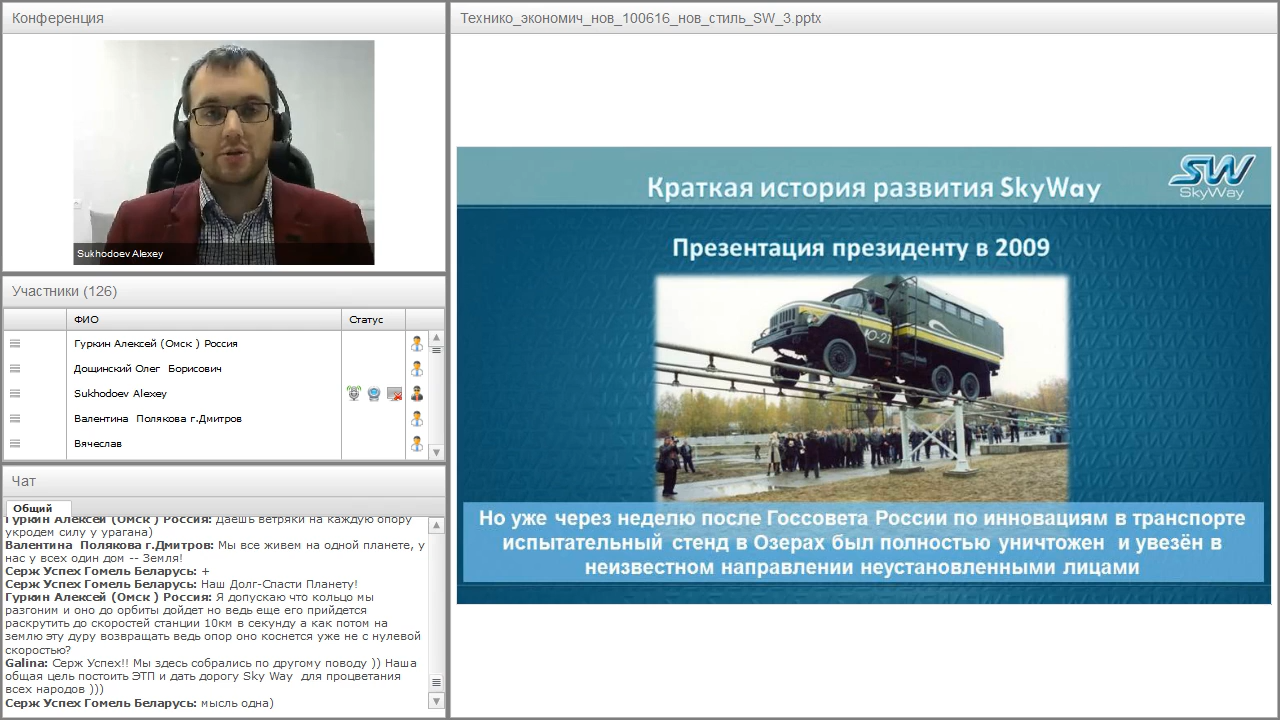 Конференция
Sukhodoev Alexey
Участники (126)
ФИО
Статус
Гуркин Алексей (Омск ) Россия
Дощинский Олег  Борисович
Sukhodoev Alexey
Валентина  Полякова г.Дмитров
Вячеслав
Чат
Общий
Гуркин Алексей (Омск ) Россия: Даешь ветряки на каждую опору
укродем силу у урагана)
Валентина  Полякова г.Дмитров: Мы все живем на одной планете, у
нас у всех один дом -- Земля!
Серж Успех Гомель Беларусь: +
Серж Успех Гомель Беларусь: Наш Долг-Спасти Планету!
Гуркин Алексей (Омск ) Россия: Я допускаю что кольцо мы
разгоним и оно до орбиты дойдет но ведь еще его прийдется
раскрутить до скоростей станции 10км в секунду а как потом на
землю эту дуру возвращать ведь опор оно коснется уже не с нулевой
скоростью?
Galina: Серж Успех!! Мы здесь собрались по другому поводу )) Наша
общая цель постоить ЭТП и дать дорогу Sky Way  для процветания
всех народов )))
Серж Успех Гомель Беларусь: мысль одна)
Технико_экономич_нов_100616_нов_стиль_SW_3.pptx
Краткая история развития SkyWay
SW
SkyWay
Презентация президенту в 2009
Ю-21
Но уже через неделю после Госсовета России по инновациям в транспорте
испытательный стенд в Озерах был полностью уничтожен  и увезён в
неизвестном направлении неустановленными лицами